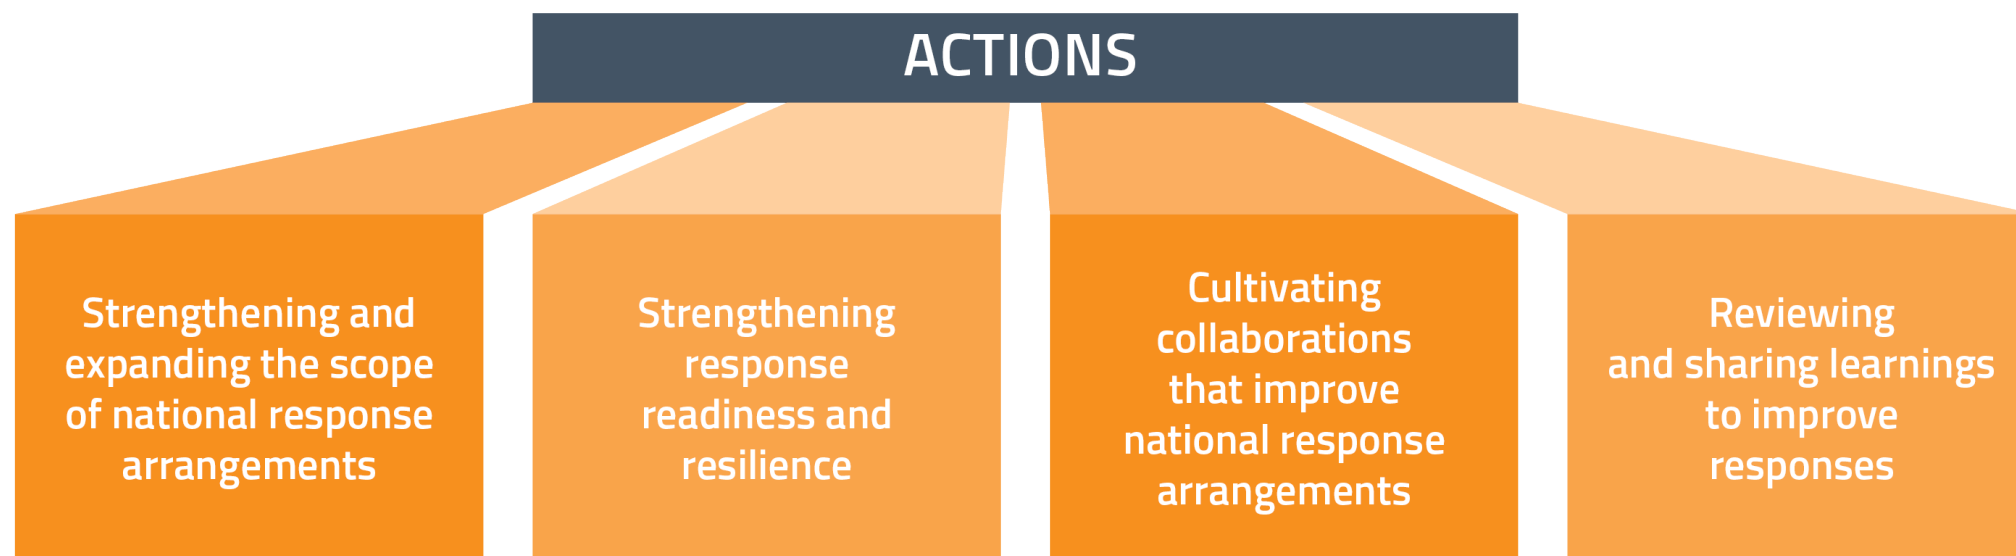 ACTIONS
Strengthening and
expanding the scope
of national response
arrangements
Strengthening
response
readiness and
resilience
Cultivating
collaborations
that improve
national response
arrangements
Reviewing
and sharing learnings
to improve
responses